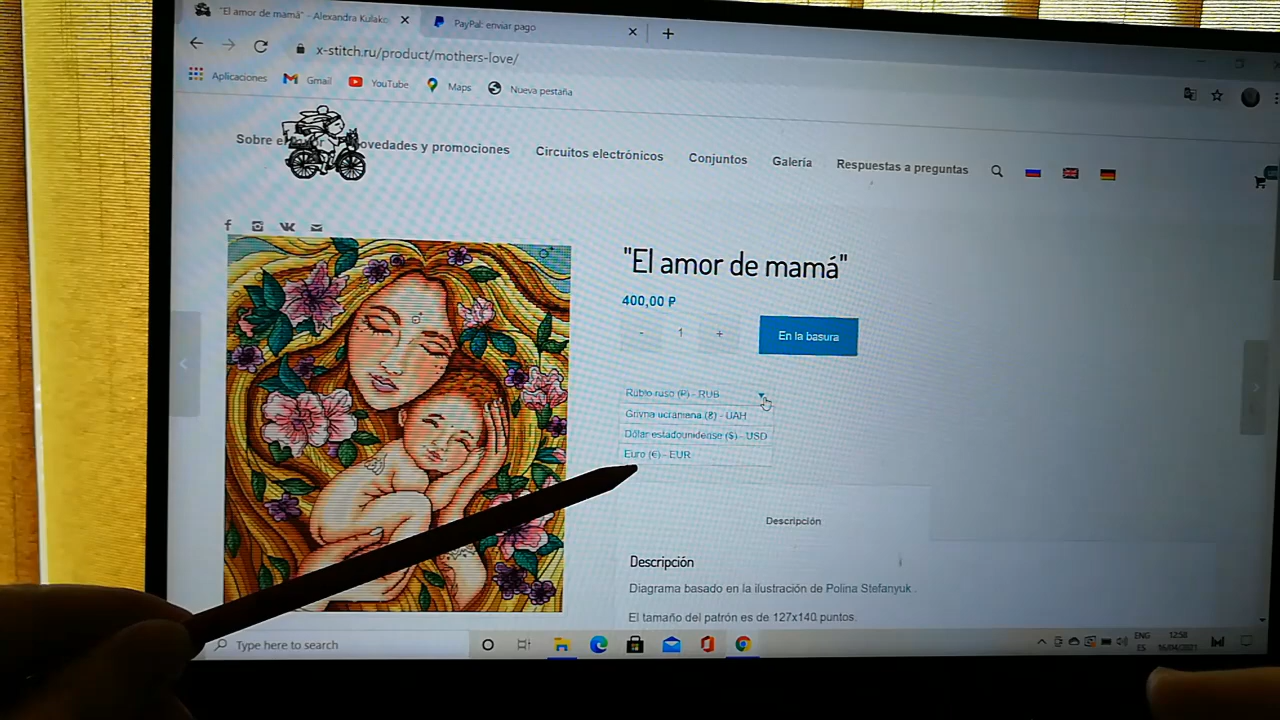 "El amor de mamá" - Alexandra Kulako
PayPal: enviar pago
x-stitch.ru/product/mothers-love/
Aplicaciones Gmail YouTube Maps Nueva pestaña
Sobre el ovedades y promociones Circuitos electrónicos Conjuntos Galería Respuestas a preguntas
"El amor de mamá"
400,00 ₽
- 1 +
En la basura
Rublo ruso (₽) - RUB
Grivna ucraniana (₴) - UAH
Dólar estadounidense ($) - USD
Euro (€) - EUR
Descripción
Descripción
Diagrama basado en la ilustración de Polina Stefanyuk .
El tamaño del patrón es de 127x140 puntos.
Type here to search
ENG
ES
12:58
16/04/2021